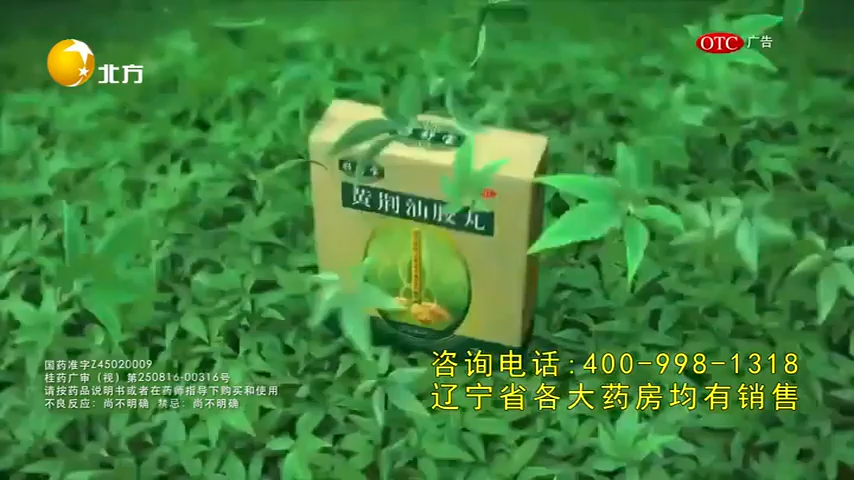 北方
OTC 广告
黄荆油胶丸
国药准字Z45020009
桂药广审（视）第250816-00316号
请按药品说明书或者在药师指导下购买和使用
不良反应：尚不明确 禁忌：尚不明确
咨询电话:400-998-1318
辽宁省各大药房均有销售